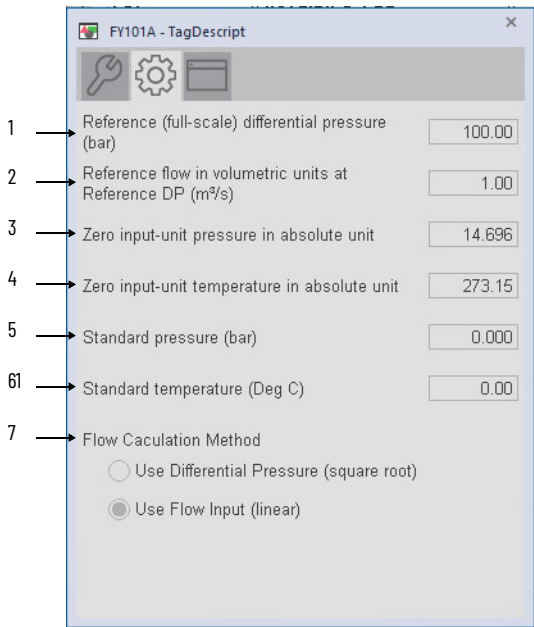 FY101A - TagDescript
1
Reference (full-scale) differential pressure
(bar)
100.00
2
Reference flow in volumetric units at
Reference DP (m³/s)
1.00
3
Zero input-unit pressure in absolute unit
14.696
4
Zero input-unit temperature in absolute unit
273.15
5
Standard pressure (bar)
0.000
61
Standard temperature (Deg C)
0.00
7
Flow Caculation Method
Use Differential Pressure (square root)
Use Flow Input (linear)